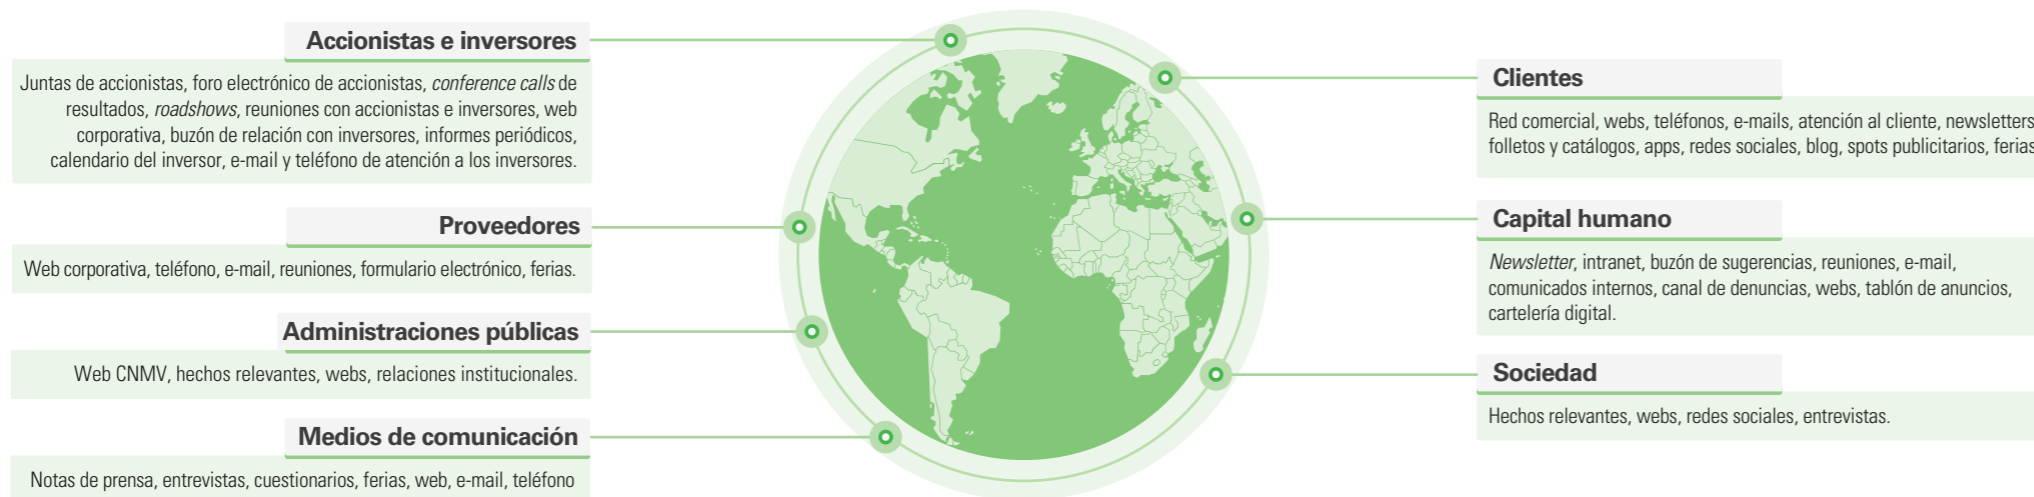 Accionistas e inversores
Juntas de accionistas, foro electrónico de accionistas, conference calls de
resultados, roadshows, reuniones con accionistas e inversores, web
corporativa, buzón de relación con inversores, informes periódicos,
calendario del inversor, e-mail y teléfono de atención a los inversores.
Proveedores
Web corporativa, teléfono, e-mail, reuniones, formulario electrónico, ferias.
Administraciones públicas
Web CNMV, hechos relevantes, webs, relaciones institucionales.
Medios de comunicación
Notas de prensa, entrevistas, cuestionarios, ferias, web, e-mail, teléfono
Clientes
Red comercial, webs, teléfonos, e-mails, atención al cliente, newsletters
folletos y catálogos, apps, redes sociales, blog, spots publicitarios, ferias
Capital humano
Newsletter, intranet, buzón de sugerencias, reuniones, e-mail,
comunicados internos, canal de denuncias, webs, tablón de anuncios,
cartelería digital.
Sociedad
Hechos relevantes, webs, redes sociales, entrevistas.